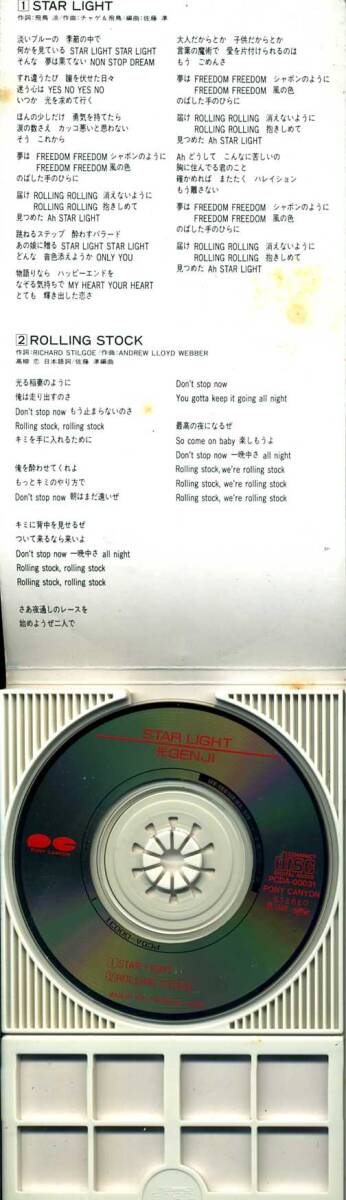 1 STAR LIGHT
作詞:飛鳥 涼/作曲:チャゲ&飛鳥/編曲:佐藤 準
淡いブルーの 季節の中で
何かを見ている STAR LIGHT STAR LIGHT
そんな 夢は果てない NON STOP DREAM
すれ違うたび 瞳を伏せた日々
迷う心は YES NO YES NO
いつか 光を求めて行く
ほんの少しだけ 勇気を持てたら
涙の数さえ カッコ悪いと思わない
そう これから
夢は FREEDOM FREEDOM シャボンのように
FREEDOM FREEDOM 風の色
のばした手のひらに
届け ROLLING ROLLING 消えないように
ROLLING ROLLING 抱きしめて
見つめた Ah STAR LIGHT
跳ねるステップ 酔わすバラード
あの娘に贈る STAR LIGHT STAR LIGHT
どんな 音色添えようか ONLY YOU
物語りなら ハッピーエンドを
なぞる気持ちで MY HEART YOUR HEART
とても 輝き出した恋さ
大人だからとか 子供だからとか
言葉の魔術で 愛を片付けられるのは
もう ごめんさ
夢は FREEDOM FREEDOM シャボンのように
FREEDOM FREEDOM 風の色
のばした手のひらに
届け ROLLING ROLLING 消えないように
ROLLING ROLLING 抱きしめて
見つめた Ah STAR LIGHT
Ah どうして こんなに苦しいの
胸に住んでる君のこと
確かめれば またたく ハレイション
もう離さない
夢は FREEDOM FREEDOM シャボンのように
FREEDOM FREEDOM 風の色
のばした手のひらに
届け ROLLING ROLLING 消えないように
ROLLING ROLLING 抱きしめて
見つめた Ah STAR LIGHT
2 ROLLING STOCK
作詞:RICHARD STILGOE/作曲:ANDREW LLOYD WEBBER
高柳 恋 日本語詞/佐藤 準編曲
光る稲妻のように
俺は走り出すのさ
Don't stop now もう止まらないのさ
Rolling stock, rolling stock
キミを手に入れるために
俺を酔わせてくれよ
もっとキミのやり方で
Don't stop now 朝はまだ遠いぜ
キミに背中を見せるぜ
ついて来るなら来いよ
Don't stop now 一晩中さ all night
Rolling stock, rolling stock
Rolling stock, rolling stock
さあ夜通しのレースを
始めようぜ二人で
Don't stop now
You gotta keep it going all night
最高の夜になるぜ
So come on baby 楽しもうよ
Don't stop now 一晩中さ all night
Rolling stock, we're rolling stock
Rolling stock, we're rolling stock
Rolling stock, we're rolling stock
STAR LIGHT
光GENJI
PONY CANYON
COMPACT
disc
DIGITAL AUDIO
PCDA-00031
PONY CANYON
STEREO
PCDA-00031
1 STAR LIGHT
2 ROLLING STOCK